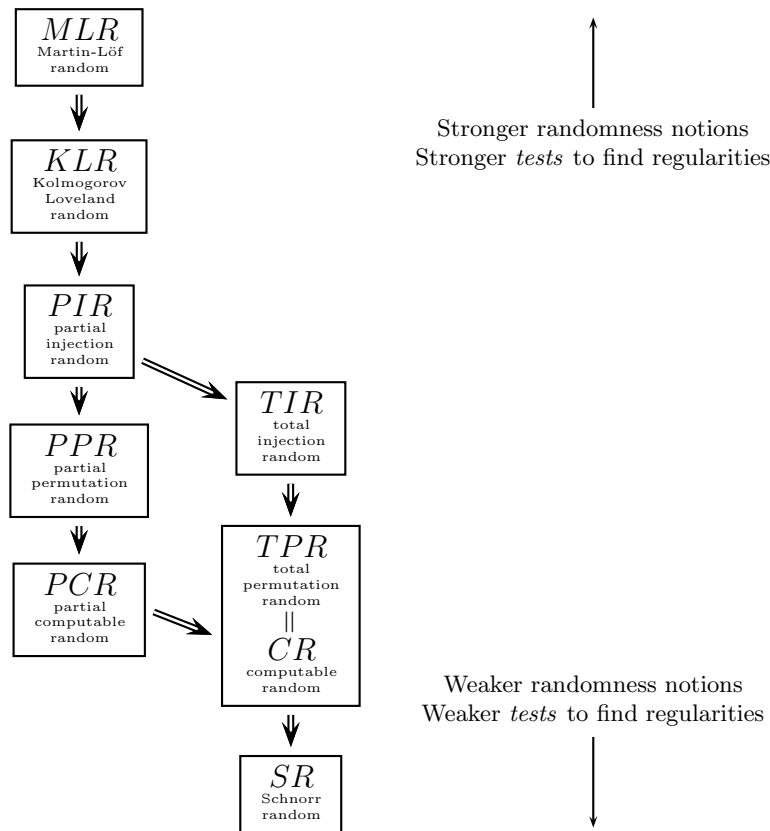 MLR
Martin-Löf
random
Stronger randomness notions
Stronger tests to find regularities
KLR
Kolmogorov
Loveland
random
PIR
partial
injection
random
TIR
total
injection
random
PPR
partial
permutation
random
TPR
total
permutation
random
=
CR
computable
random
PCR
partial
computable
random
Weaker randomness notions
Weaker tests to find regularities
SR
Schnorr
random